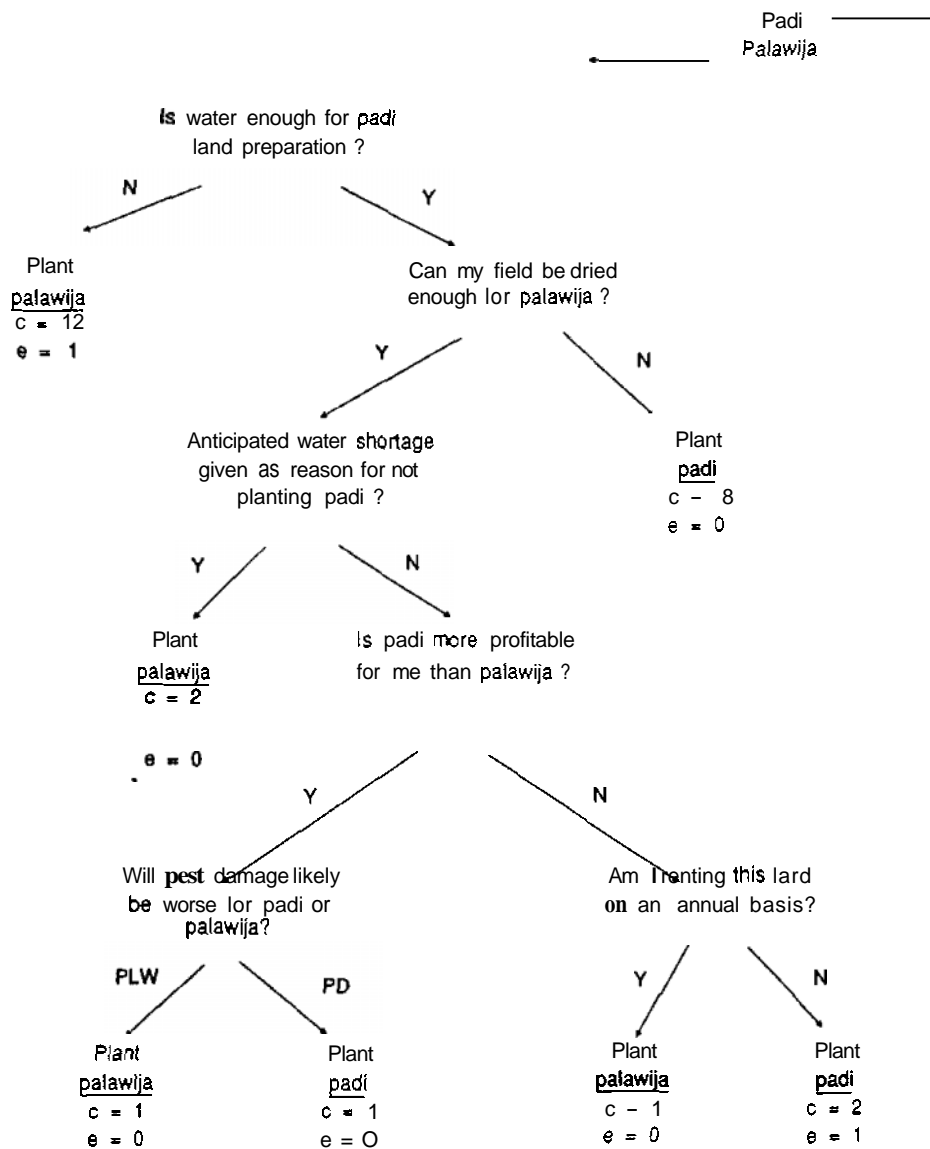 Padi
Palawija
Is water enough for padi
land preparation ?
N
Y
Plant
palawija
c = 12
e = 1
Can my field be dried
enough lor palawija ?
Y
N
Anticipated water shortage
given as reason for not
planting padi ?
Plant
padi
c – 8
e = 0
Y
N
Plant
palawija
c = 2
e = 0
Is padi more profitable
for me than palawija ?
Y
N
Will pest damage likely
be worse lor padi or
palawija?
Am I renting this lard
on an annual basis?
PLW
PD
Y
N
Plant
palawija
c = 1
e = 0
Plant
padi
c = 1
e = O
Plant
palawija
c – 1
e = 0
Plant
padi
c = 2
e = 1